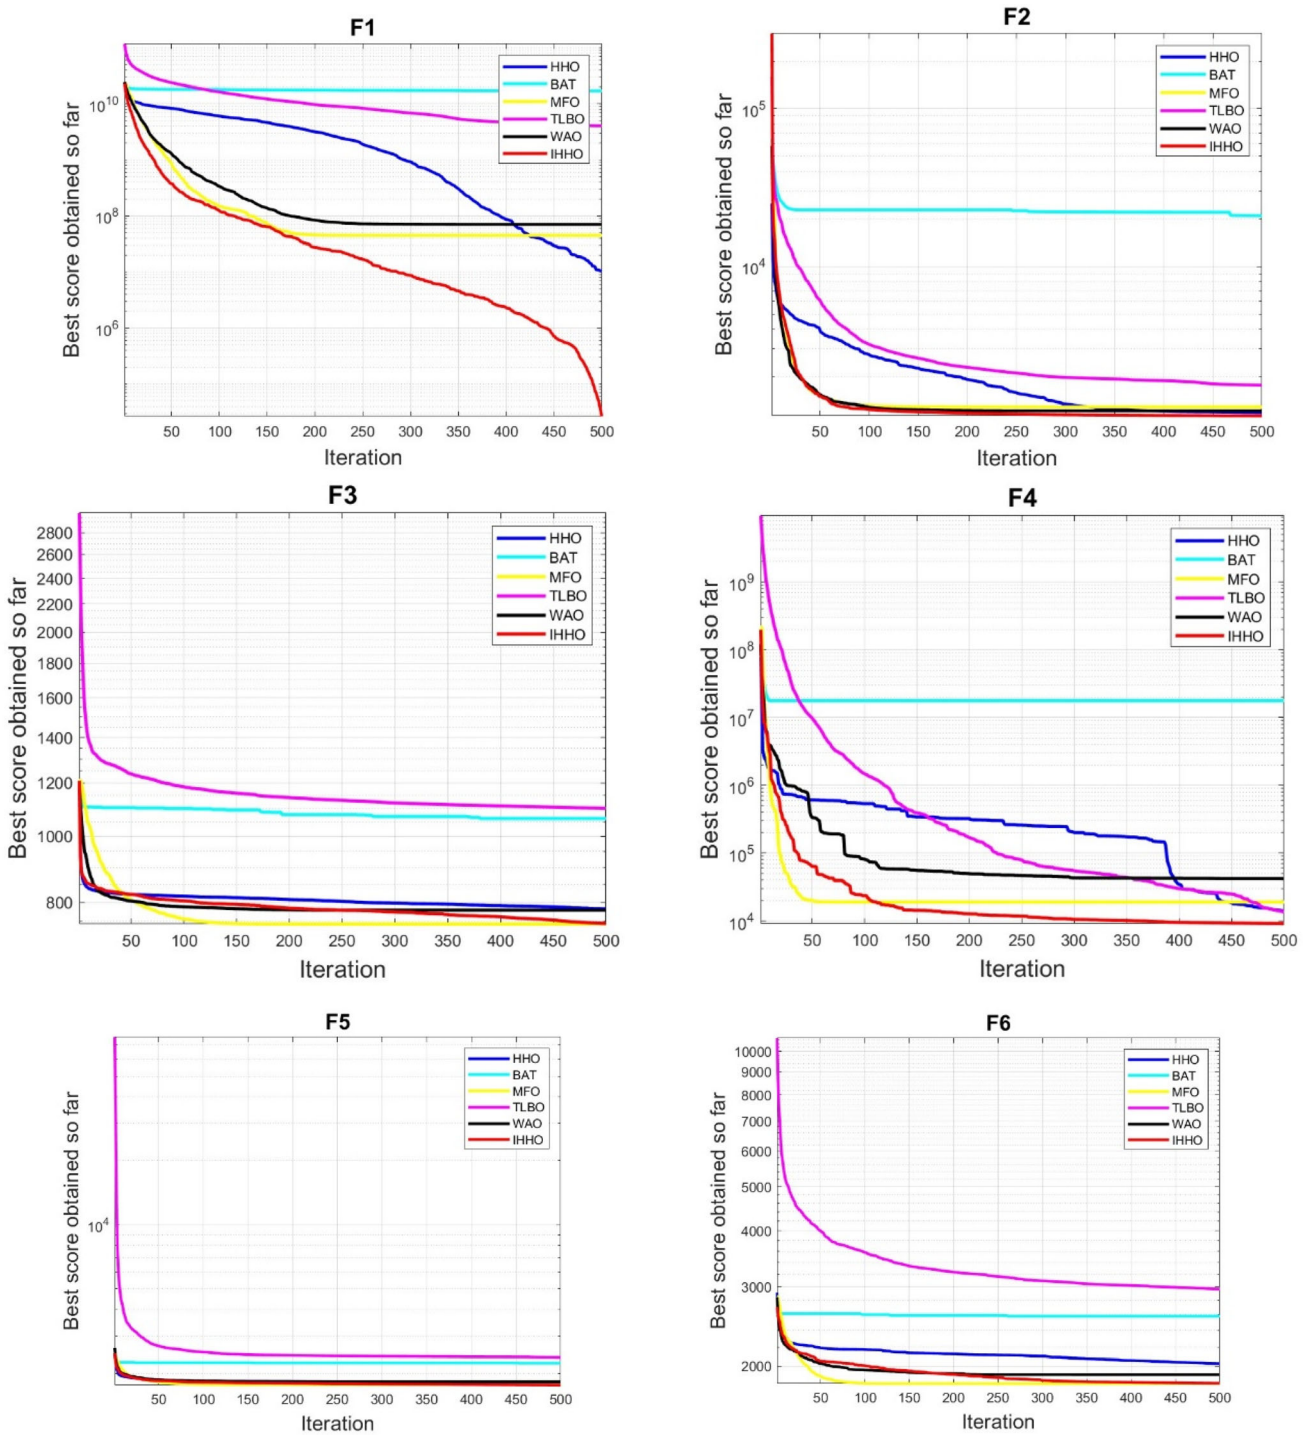 F1
Best score obtained so far
10^10
10^8
10^6
HHO
BAT
MFO
TLBO
WAO
IHHO
50 100 150 200 250 300 350 400 450 500
Iteration
F2
Best score obtained so far
10^5
10^4
HHO
BAT
MFO
TLBO
WAO
IHHO
50 100 150 200 250 300 350 400 450 500
Iteration
F3
Best score obtained so far
2800
2600
2400
2200
2000
1800
1600
1400
1200
1000
800
HHO
BAT
MFO
TLBO
WAO
IHHO
50 100 150 200 250 300 350 400 450 500
Iteration
F4
Best score obtained so far
10^9
10^8
10^7
10^6
10^5
10^4
HHO
BAT
MFO
TLBO
WAO
IHHO
50 100 150 200 250 300 350 400 450 500
Iteration
F5
Best score obtained so far
10^4
HHO
BAT
MFO
TLBO
WAO
IHHO
50 100 150 200 250 300 350 400 450 500
Iteration
F6
Best score obtained so far
10000
9000
8000
7000
6000
5000
4000
3000
2000
HHO
BAT
MFO
TLBO
WAO
IHHO
50 100 150 200 250 300 350 400 450 500
Iteration